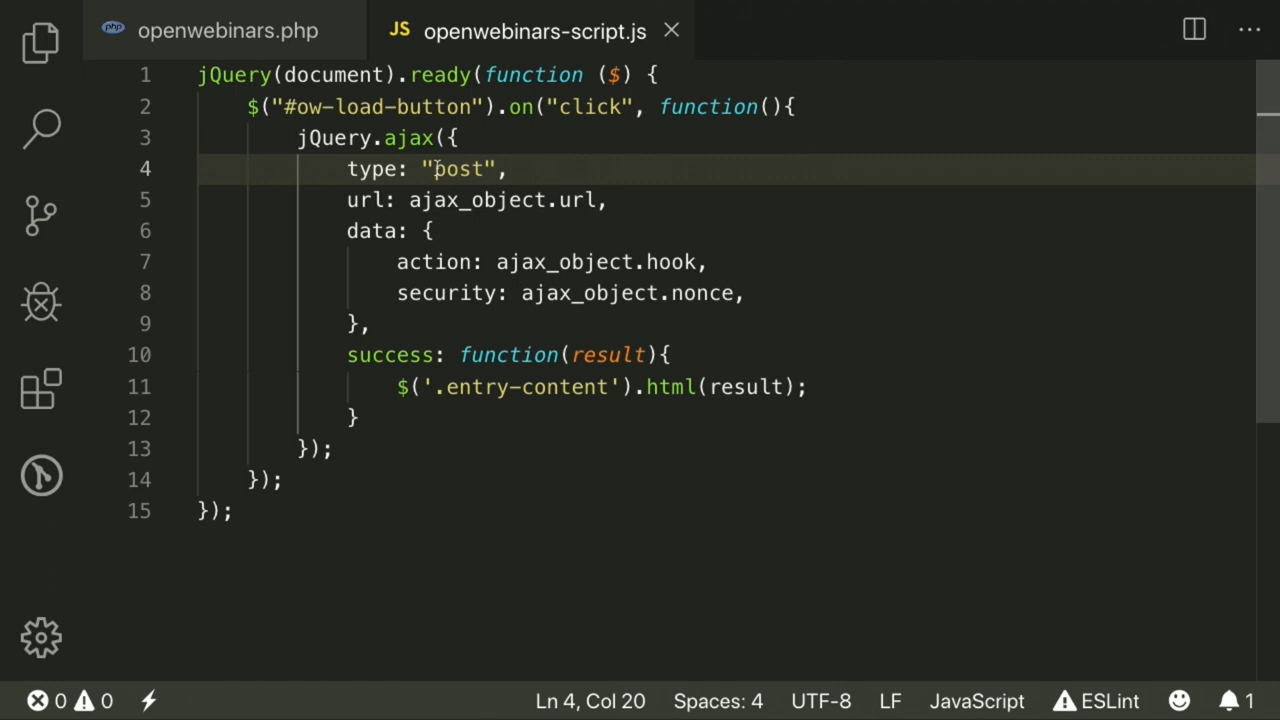 openwebinars.php
JS openwebinars-script.js
1 jQuery(document).ready(function ($) {
2 $("#ow-load-button").on("click", function(){
3 jQuery.ajax({
4 type: "post",
5 url: ajax_object.url,
6 data: {
7 action: ajax_object.hook,
8 security: ajax_object.nonce,
9 },
10 success: function(result){
11 $('.entry-content').html(result);
12 }
13 });
14 });
15 });
0 0 Ln 4, Col 20 Spaces: 4 UTF-8 LF JavaScript ESLint 1